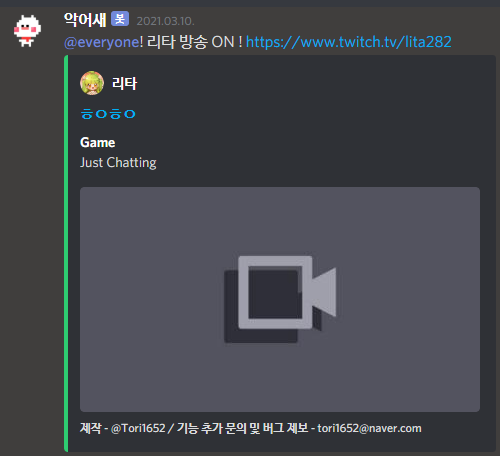 악어새 봇 2021.03.10.
@everyone! 리타 방송 ON ! https://www.twitch.tv/lita282
리타
ㅎㅇㅎㅇ
Game
Just Chatting
제작 - @Tori1652 / 기능 추가 문의 및 버그 제보 - tori1652@naver.com